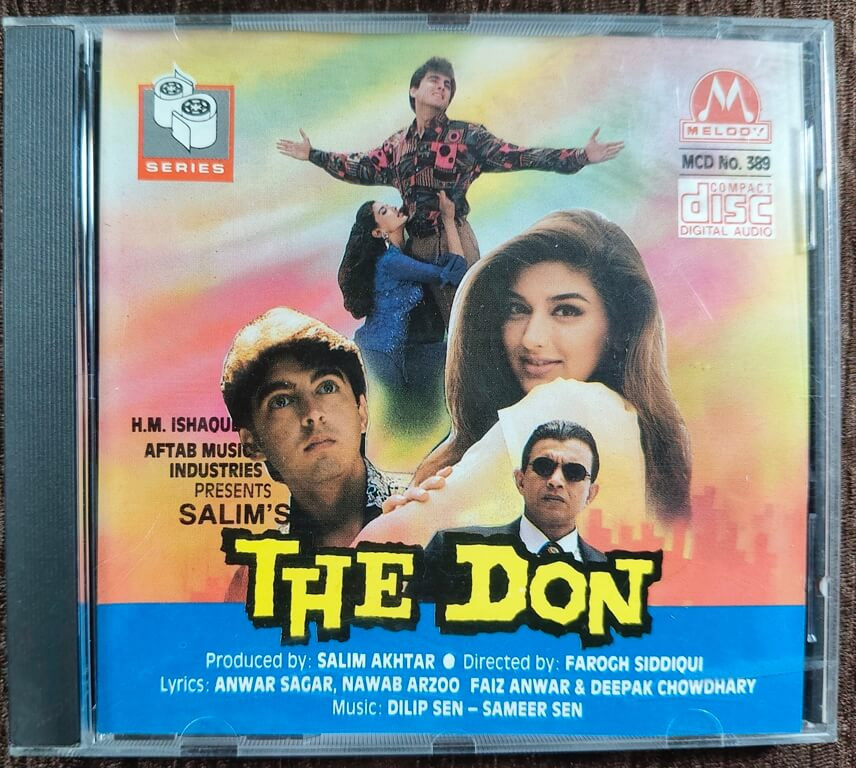 SERIES
M
MELODY
MCD No. 389
COMPACT
disc
DIGITAL AUDIO
H.M. ISHAQUE
AFTAB MUSIC
INDUSTRIES
PRESENTS
SALIM'S
THE DON
Produced by: SALIM AKHTAR ● Directed by: FAROGH SIDDIQUI
Lyrics: ANWAR SAGAR, NAWAB ARZOO FAIZ ANWAR & DEEPAK CHOWDHARY
Music: DILIP SEN – SAMEER SEN